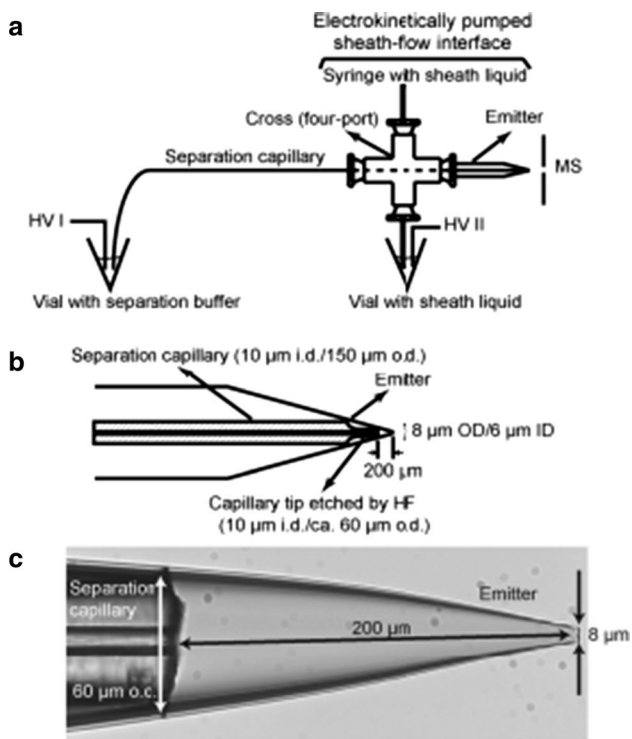 a
Electrokinetically pumped
sheath-flow interface
Syringe with sheath liquid
Cross (four-port)
Emitter
Separation capillary
MS
HV I
HV II
Vial with separation buffer
Vial with sheath liquid
b
Separation capillary (10 µm i.d./150 µm o.d.)
Emitter
8 µm OD/6 µm ID
200 µm
Capillary tip etched by HF
(10 µm i.d./ca. 60 µm o.d.)
c
Separation
capillary
Emitter
200 µm
8 µm
60 µm o.d.